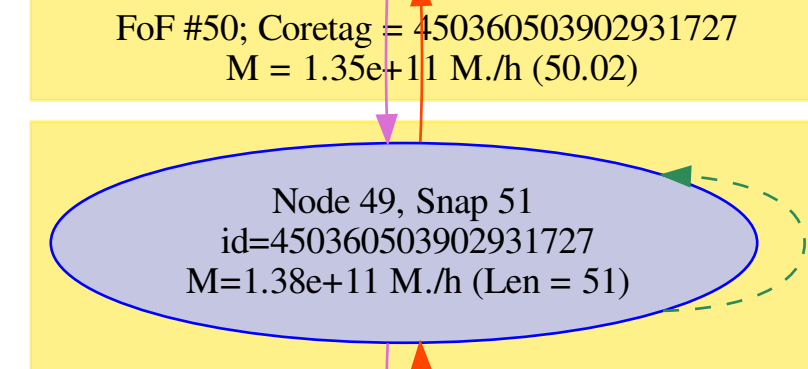 FoF #50; Coretag = 450360503902931727
M = 1.35e+11 M./h (50.02)
Node 49, Snap 51
id=450360503902931727
M=1.38e+11 M./h (Len = 51)